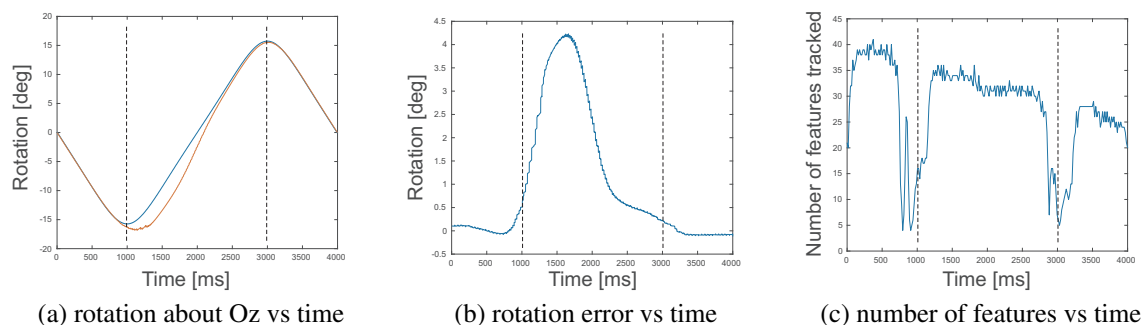 20
15
10
5
0
-5
-10
-15
-20
Rotation [deg]
0 500 1000 1500 2000 2500 3000 3500 4000
Time [ms]
(a) rotation about Oz vs time
4.5
4
3.5
3
2.5
2
1.5
1
0.5
0
-0.5
Rotation [deg]
0 500 1000 1500 2000 2500 3000 3500 4000
Time [ms]
(b) rotation error vs time
45
40
35
30
25
20
15
10
5
0
Number of features tracked
0 500 1000 1500 2000 2500 3000 3500 4000
Time [ms]
(c) number of features vs time